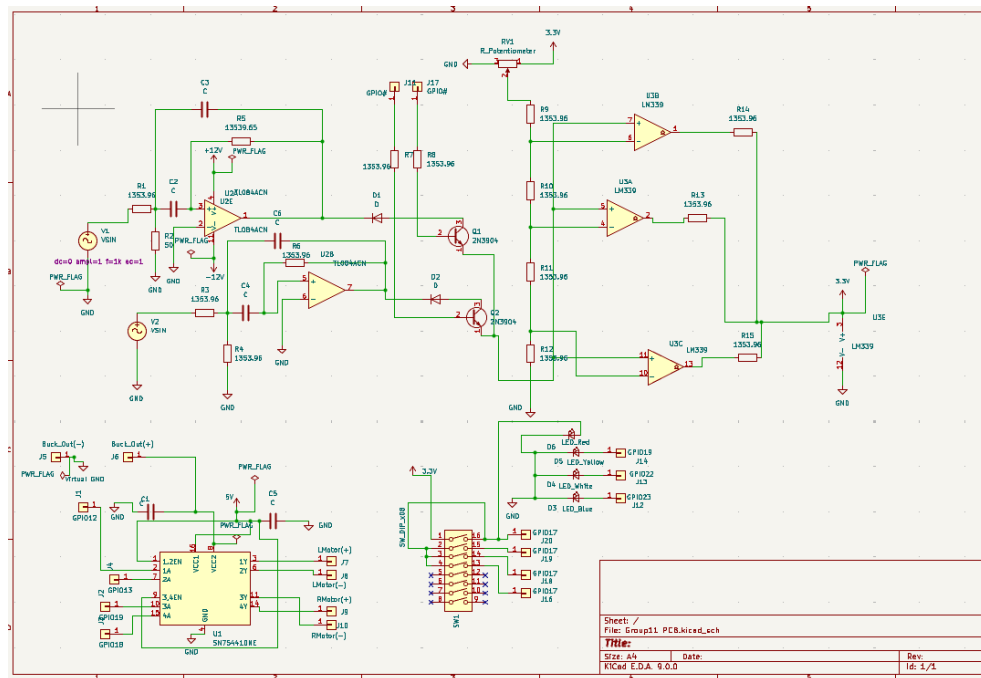 1
2
3
4
5
RV1
R_Potentiometer
3.3V
GND
C3
C
J11
J17
GPIO#
GPIO#
R5
13539.65
PWR_FLAG
+12V
R9
1353.96
U3B
LM339
R14
1353.96
R7
1353.96
R8
1353.96
R1
1353.96
C2
C
TL084ACN
U2E
TL084ACN
D1
D
R10
1353.96
U3A
LM339
R13
1353.96
V1
VSIN
dc=0 ampl=1 f=1k ac=1
R2
50
PWR_FLAG
C6
C
Q1
2N3904
PWR_FLAG
GND
GND
-12V
GND
R6
1353.96
U2B
TL084ACN
R11
1353.96
PWR_FLAG
R3
1353.96
C4
C
D2
D
Q2
2N3904
3.3V
U3E
LM339
V2
VSIN
R4
1353.96
GND
R12
1353.96
U3C
LM339
R15
1353.96
GND
GND
GND
GND
Buck_Out(-)
J5
Buck_Out(+)
J6
PWR_FLAG
Virtual GND
PWR_FLAG
J1
GPIO12
GND
C1
C
5V
C5
C
GND
PWR_FLAG
3.3V
LED_Red
D6
LED_Yellow
GPIO19
J14
D5
LED_White
GPIO22
J13
D4
LED_Blue
GPIO23
J12
D3
GND
SW_DIP_x08
SW1
GPIO17
J20
GPIO17
J19
GPIO17
J18
GPIO17
J16
J4
GPIO13
J2
GPIO19
GPIO18
1,2EN
1A
2A
3,4EN
3A
4A
VCC1
VCC2
1Y
2Y
3Y
4Y
GND
U1
SN754410NE
GND
LMotor(+)
J7
J8
LMotor(-)
RMotor(+)
J9
J10
RMotor(-)
Sheet: /
File: Group11 PCB.kicad_sch
Title:
Size: A4
Date:
Rev:
KiCad E.D.A. 9.0.0
Id: 1/1